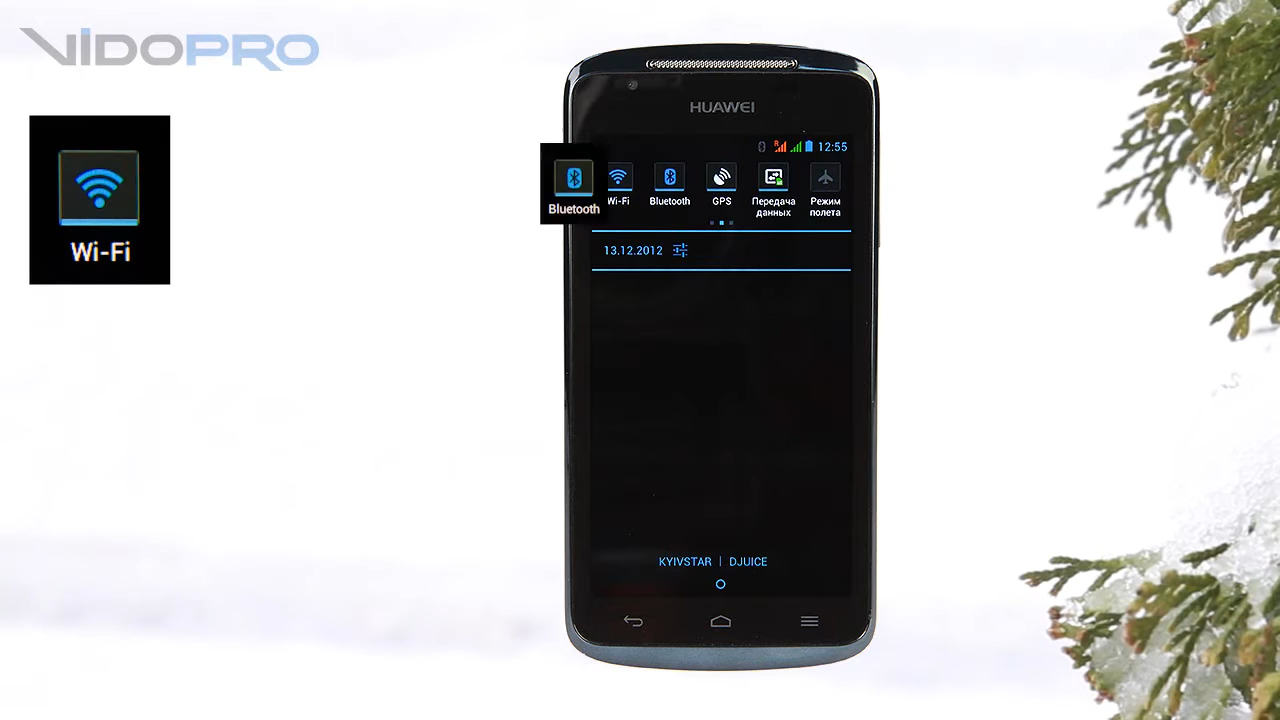 VIDOPRO
Wi-Fi
HUAWEI
R
12:55
Bluetooth
Wi-Fi
Bluetooth
GPS
Передача данных
Режим полета
13.12.2012
KYIVSTAR | DJUICE